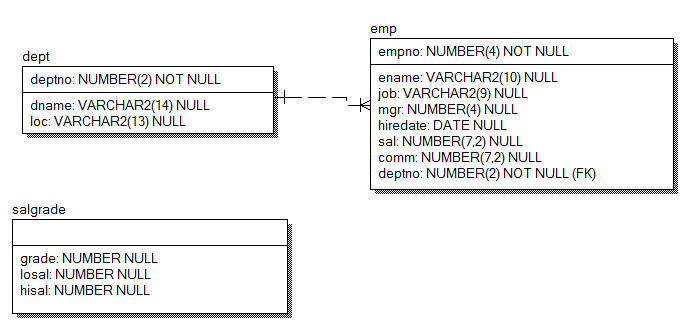 dept
deptno: NUMBER(2) NOT NULL
dname: VARCHAR2(14) NULL
loc: VARCHAR2(13) NULL
emp
empno: NUMBER(4) NOT NULL
ename: VARCHAR2(10) NULL
job: VARCHAR2(9) NULL
mgr: NUMBER(4) NULL
hiredate: DATE NULL
sal: NUMBER(7,2) NULL
comm: NUMBER(7,2) NULL
deptno: NUMBER(2) NOT NULL (FK)
salgrade
grade: NUMBER NULL
losal: NUMBER NULL
hisal: NUMBER NULL